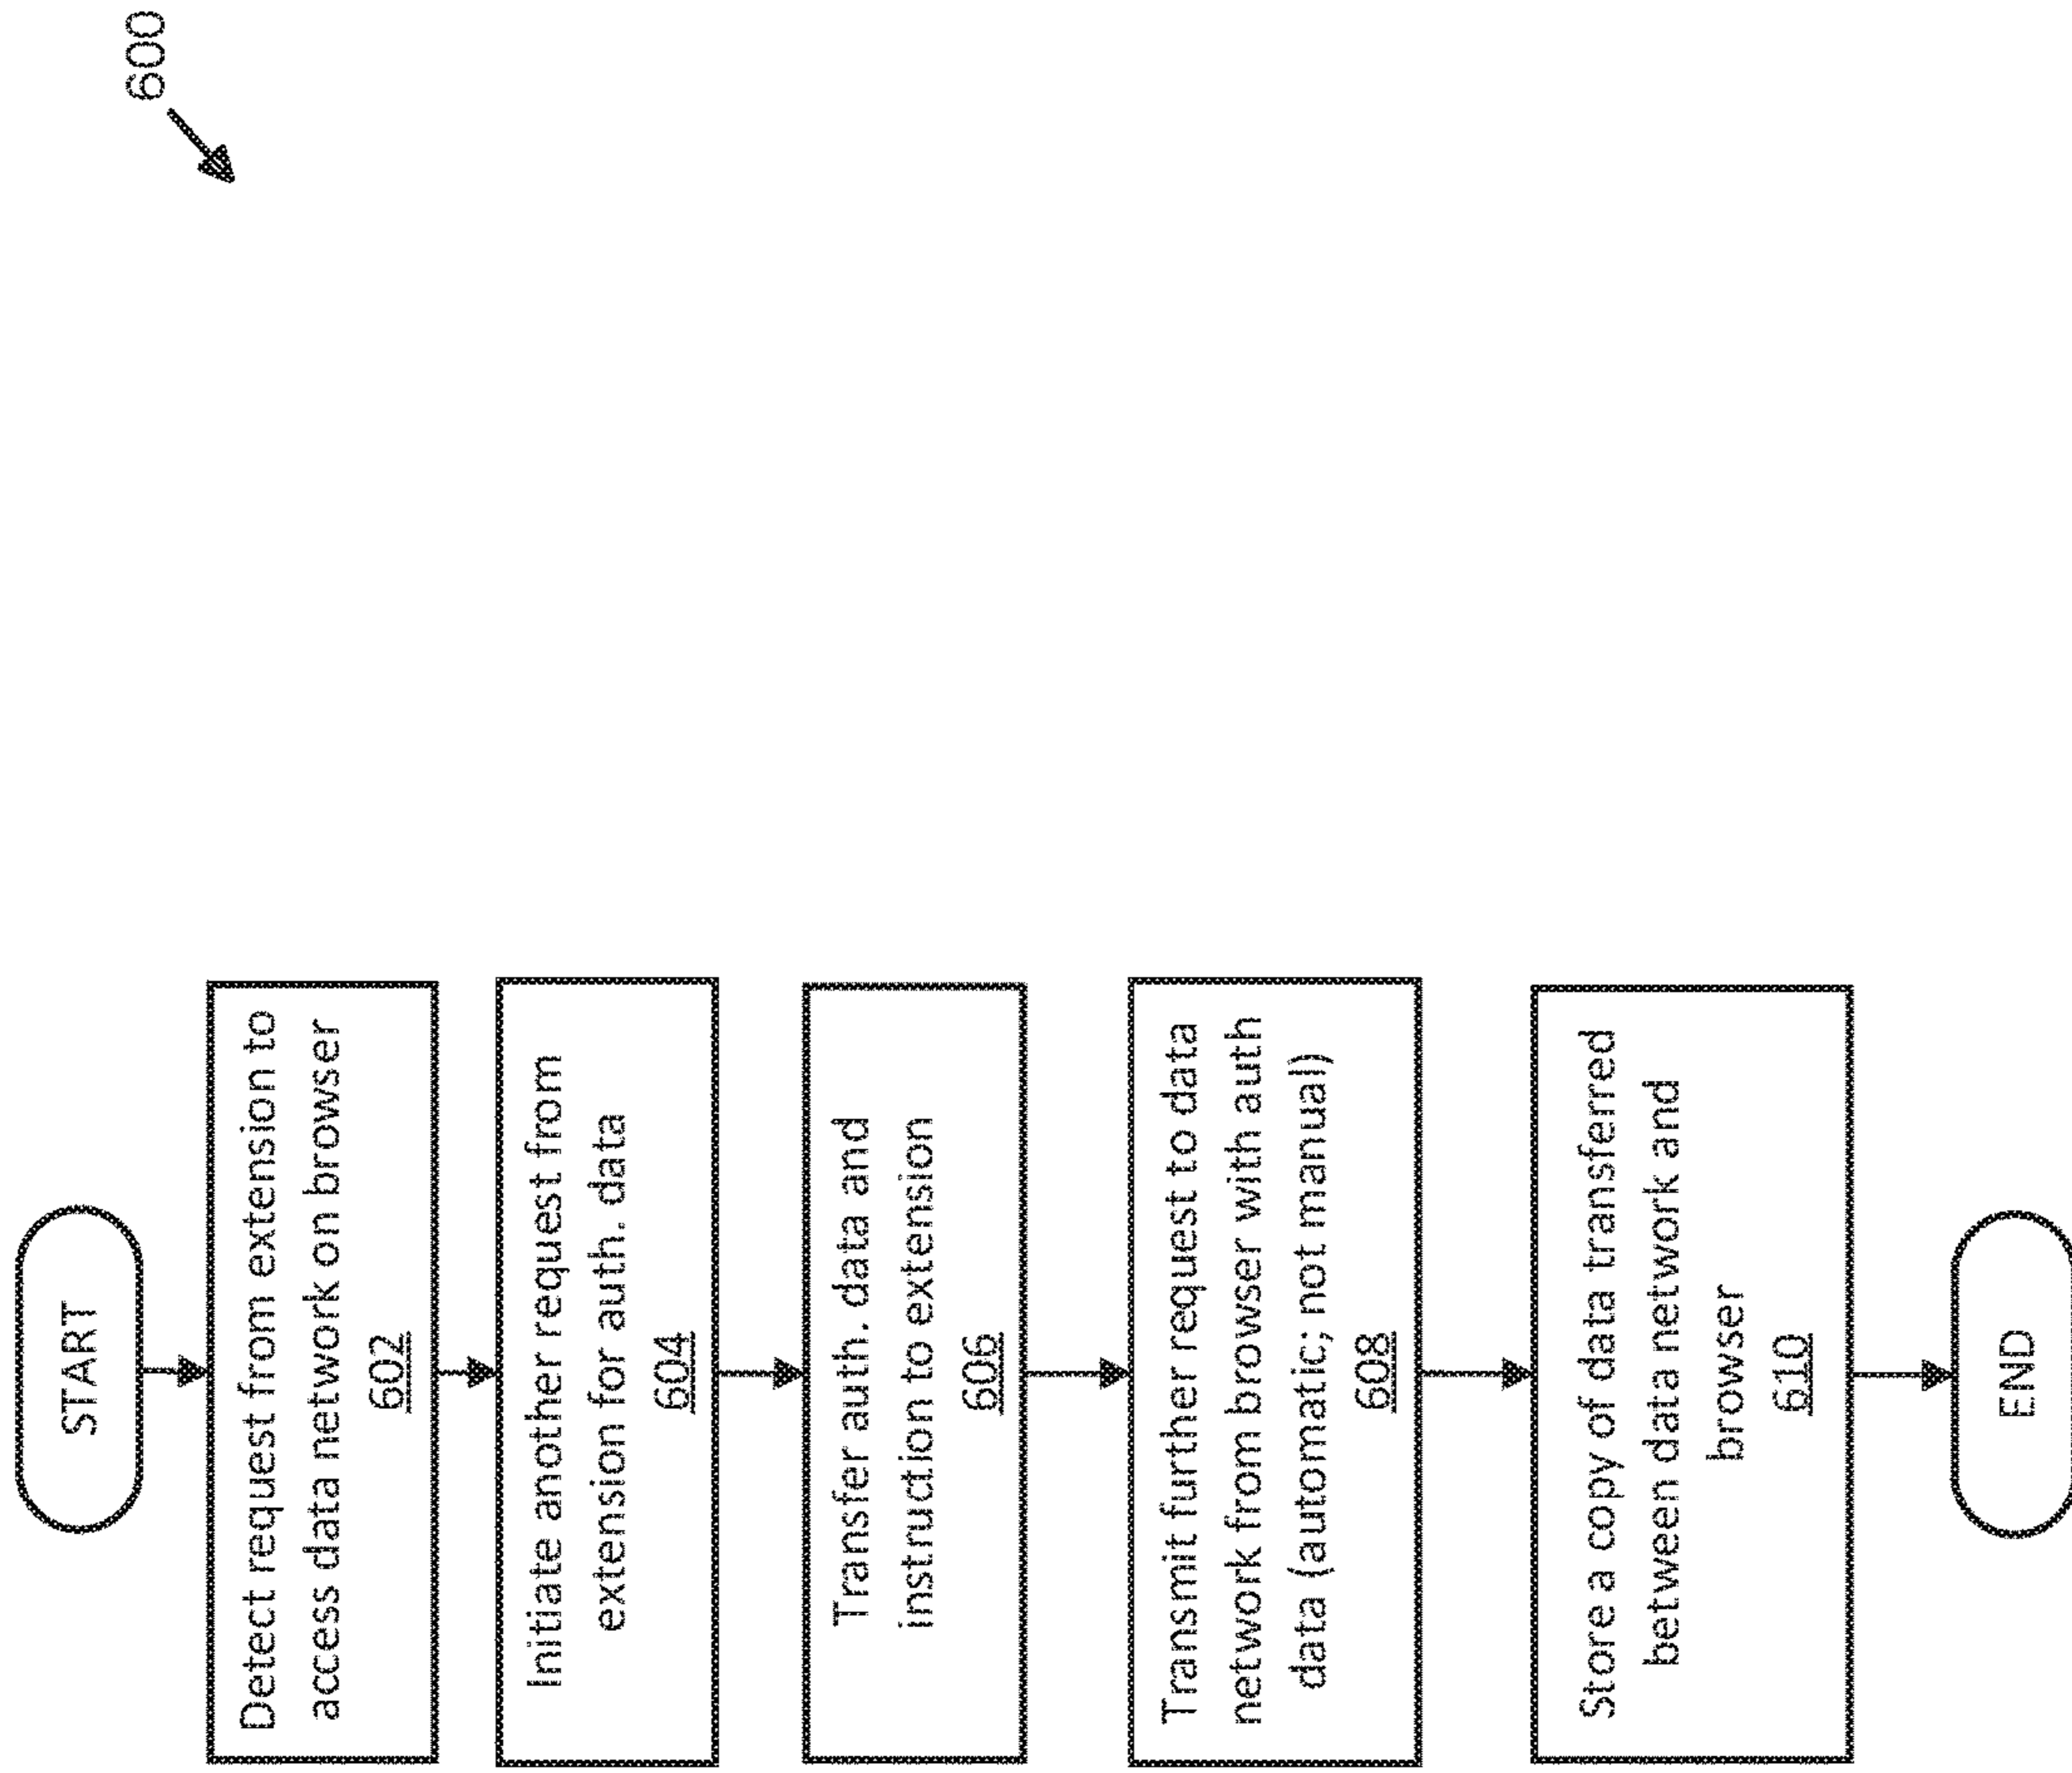 600
START
Detect request from extension to
access data network on browser
602
Initiate another request from
extension for auth. data
604
Transfer auth. data and
instruction to extension
606
Transmit further request to data
network from browser with auth
data (automatic; not manual)
608
Store a copy of data transferred
between data network and
browser
610
END